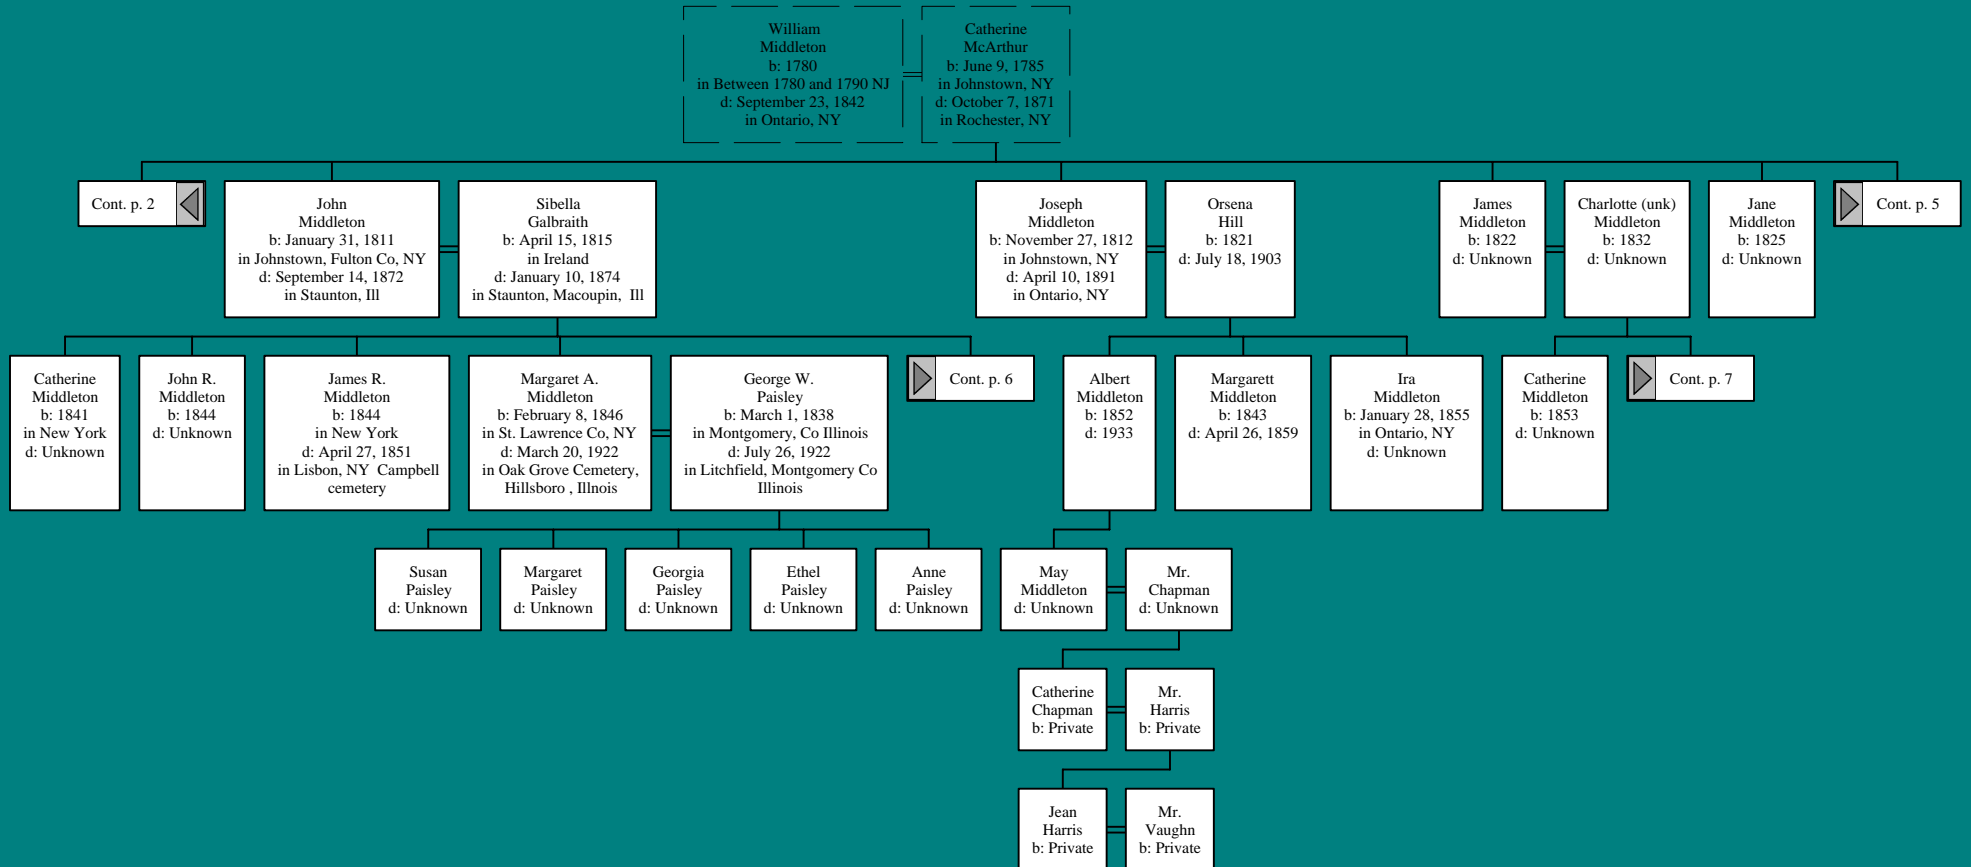 William
Middleton
b: 1780
in Between 1780 and 1790 NJ
d: September 23, 1842
in Ontario, NY
Catherine
McArthur
b: June 9, 1785
in Johnstown, NY
d: October 7, 1871
in Rochester, NY
Cont. p. 2
John
Middleton
b: January 31, 1811
in Johnstown, Fulton Co, NY
d: September 14, 1872
in Staunton, Ill
Sibella
Galbraith
b: April 15, 1815
in Ireland
d: January 10, 1874
in Staunton, Macoupin,  Ill
Joseph
Middleton
b: November 27, 1812
in Johnstown, NY
d: April 10, 1891
in Ontario, NY
Orsena
Hill
b: 1821
d: July 18, 1903
James
Middleton
b: 1822
d: Unknown
Charlotte (unk)
Middleton
b: 1832
d: Unknown
Jane
Middleton
b: 1825
d: Unknown
Cont. p. 5
Catherine
Middleton
b: 1841
in New York
d: Unknown
John R.
Middleton
b: 1844
d: Unknown
James R.
Middleton
b: 1844
in New York
d: April 27, 1851
in Lisbon, NY  Campbell
cemetery
Margaret A.
Middleton
b: February 8, 1846
in St. Lawrence Co, NY
d: March 20, 1922
in Oak Grove Cemetery,
Hillsboro , Illnois
George W.
Paisley
b: March 1, 1838
in Montgomery, Co Illinois
d: July 26, 1922
in Litchfield, Montgomery Co
Illinois
Cont. p. 6
Albert
Middleton
b: 1852
d: 1933
Margarett
Middleton
b: 1843
d: April 26, 1859
Ira
Middleton
b: January 28, 1855
in Ontario, NY
d: Unknown
Catherine
Middleton
b: 1853
d: Unknown
Cont. p. 7
Susan
Paisley
d: Unknown
Margaret
Paisley
d: Unknown
Georgia
Paisley
d: Unknown
Ethel
Paisley
d: Unknown
Anne
Paisley
d: Unknown
May
Middleton
d: Unknown
Mr.
Chapman
d: Unknown
Catherine
Chapman
b: Private
Mr.
Harris
b: Private
Jean
Harris
b: Private
Mr.
Vaughn
b: Private